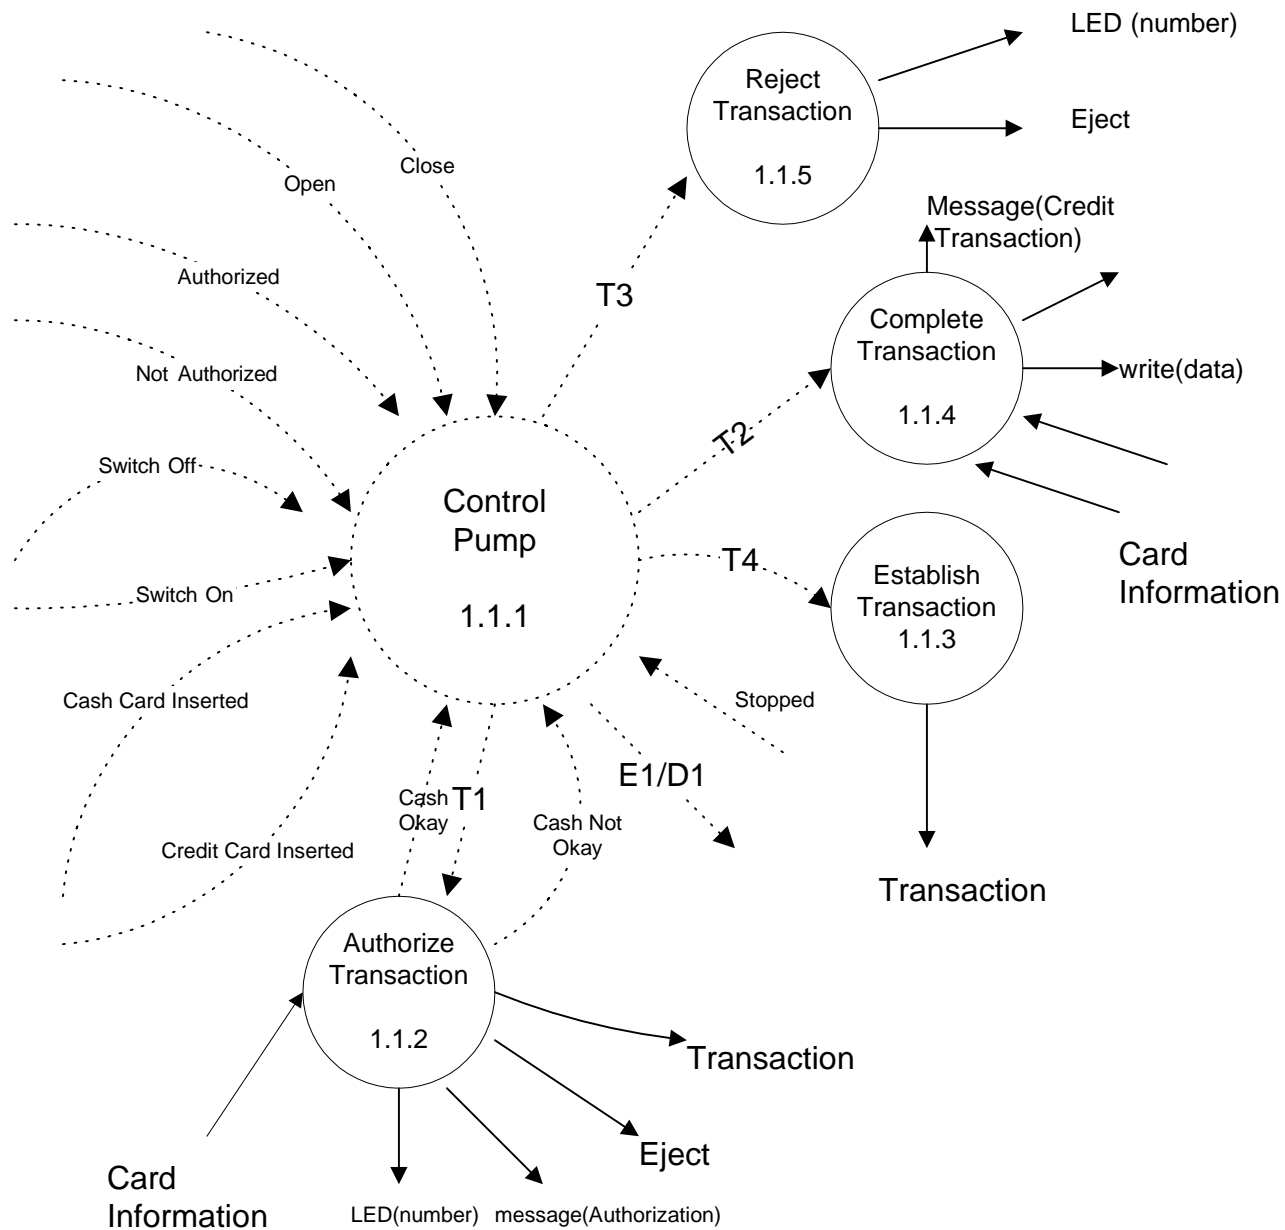 LED (number)
Reject
Transaction
1.1.5
Eject
Close
Open
Message(Credit
Transaction)
Authorized
T3
Complete
Transaction
1.1.4
write(data)
Not Authorized
T2
Switch Off
Control
Pump
1.1.1
T4
Card
Information
Establish
Transaction
1.1.3
Switch On
Cash Card Inserted
Stopped
E1/D1
Cash
Okay
T1
Cash Not
Okay
Credit Card Inserted
Transaction
Authorize
Transaction
1.1.2
Transaction
Eject
Card
Information
LED(number)
message(Authorization)